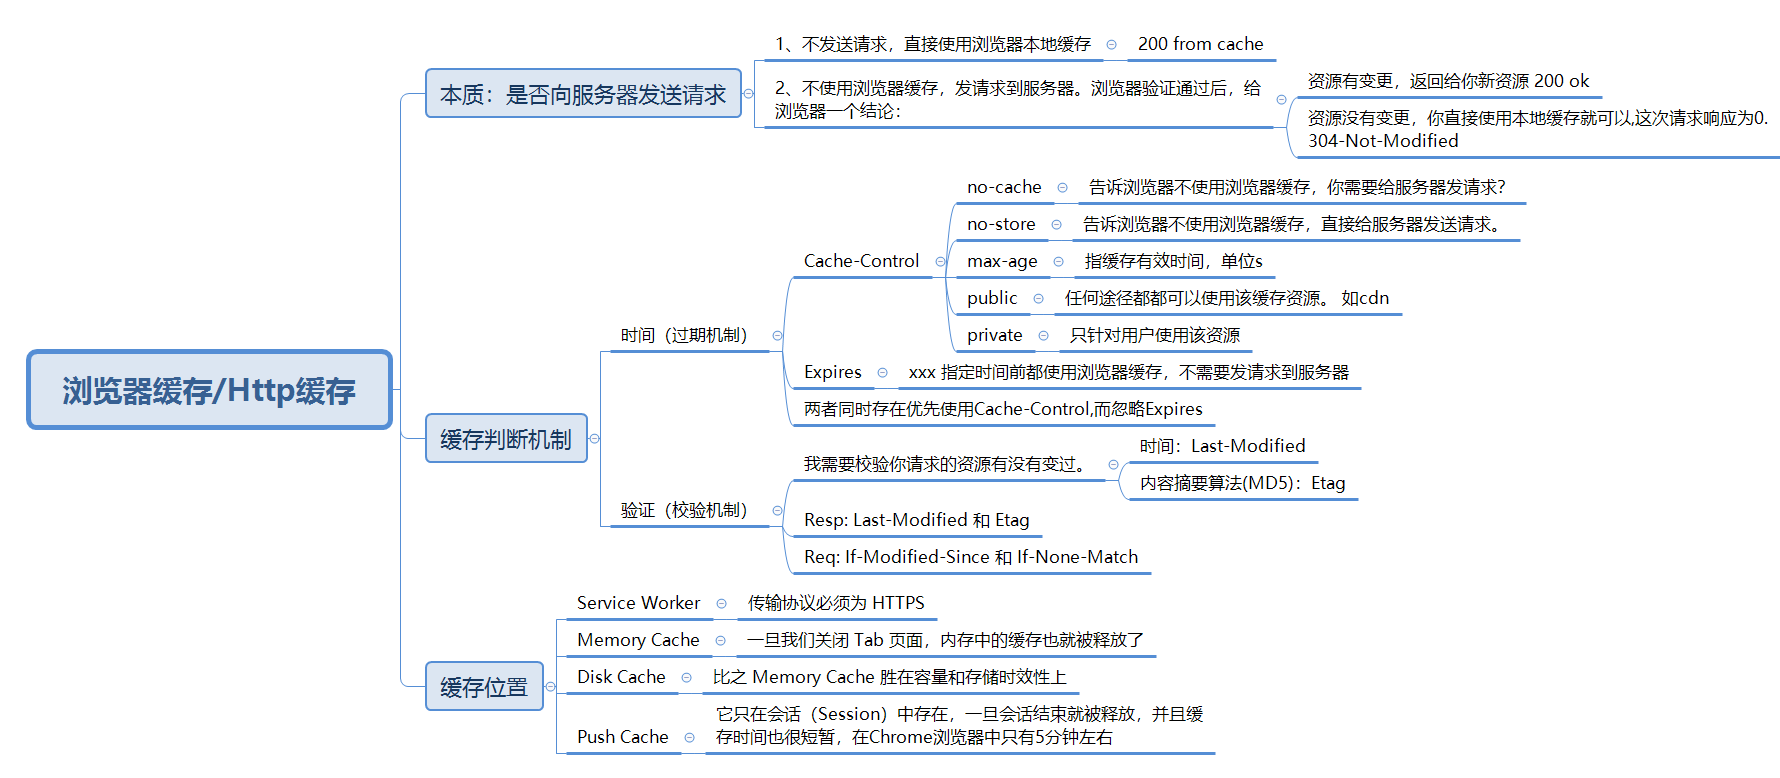 浏览器缓存/Http缓存
本质：是否向服务器发送请求
1、不发送请求，直接使用浏览器本地缓存
200 from cache
2、不使用浏览器缓存，发请求到服务器。浏览器验证通过后，给
浏览器一个结论：
资源有变更，返回给你新资源 200 ok
资源没有变更，你直接使用本地缓存就可以,这次请求响应为0.
304-Not-Modified
缓存判断机制
时间（过期机制）
Cache-Control
no-cache
告诉浏览器不使用浏览器缓存，你需要给服务器发请求？
no-store
告诉浏览器不使用浏览器缓存，直接给服务器发送请求。
max-age
指缓存有效时间，单位s
public
任何途径都都可以使用该缓存资源。 如cdn
private
只针对用户使用该资源
Expires
xxx 指定时间前都使用浏览器缓存，不需要发请求到服务器
两者同时存在优先使用Cache-Control,而忽略Expires
验证（校验机制）
我需要校验你请求的资源有没有变过。
时间：Last-Modified
内容摘要算法(MD5)：Etag
Resp: Last-Modified 和 Etag
Req: If-Modified-Since 和 If-None-Match
缓存位置
Service Worker
传输协议必须为 HTTPS
Memory Cache
一旦我们关闭 Tab 页面，内存中的缓存也就被释放了
Disk Cache
比之 Memory Cache 胜在容量和存储时效性上
Push Cache
它只在会话（Session）中存在，一旦会话结束就被释放，并且缓
存时间也很短暂，在Chrome浏览器中只有5分钟左右